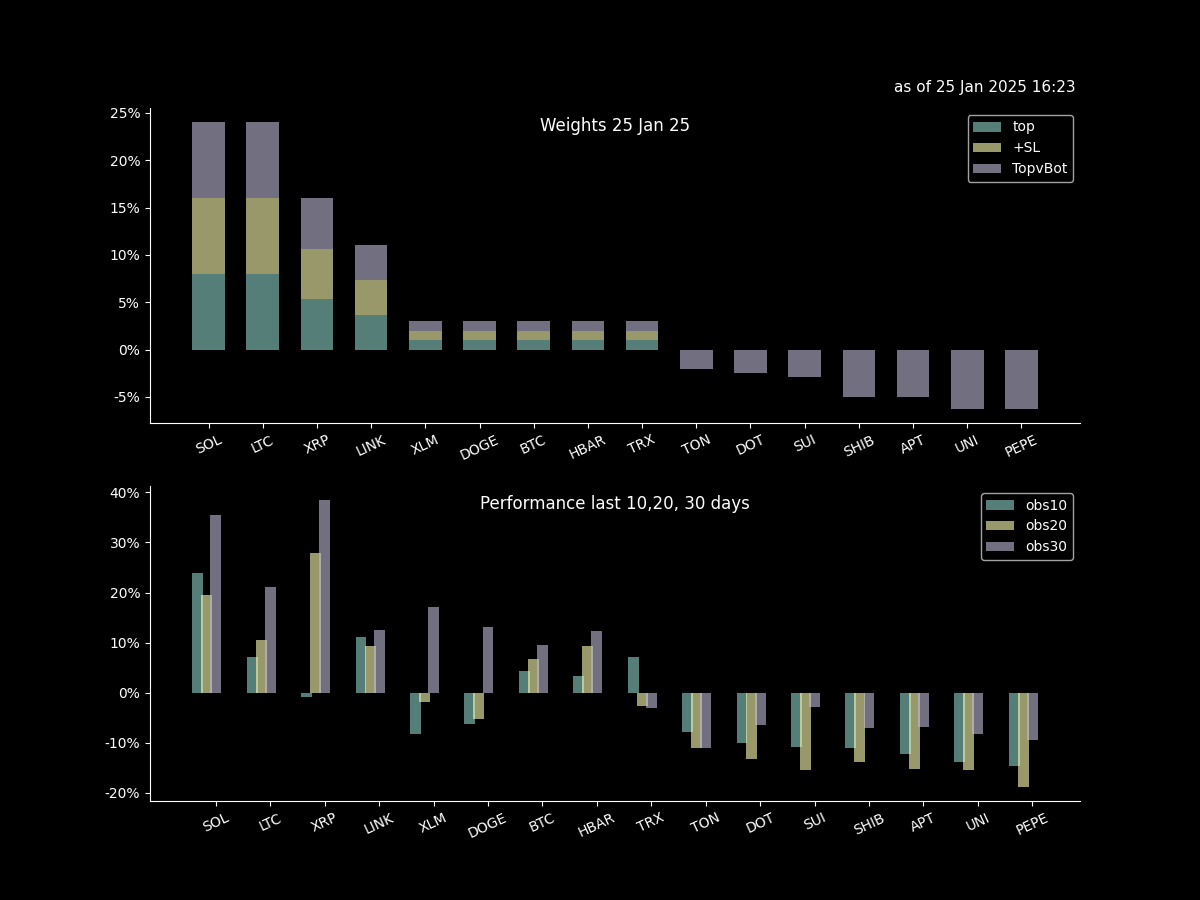 as of 25 Jan 2025 16:23
Weights 25 Jan 25
top
+SL
TopvBot
25%
20%
15%
10%
5%
0%
-5%
SOL LTC XRP LINK XLM DOGE BTC HBAR TRX TON DOT SUI SHIB APT UNI PEPE
Performance last 10,20, 30 days
obs10
obs20
obs30
40%
30%
20%
10%
0%
-10%
-20%
SOL LTC XRP LINK XLM DOGE BTC HBAR TRX TON DOT SUI SHIB APT UNI PEPE